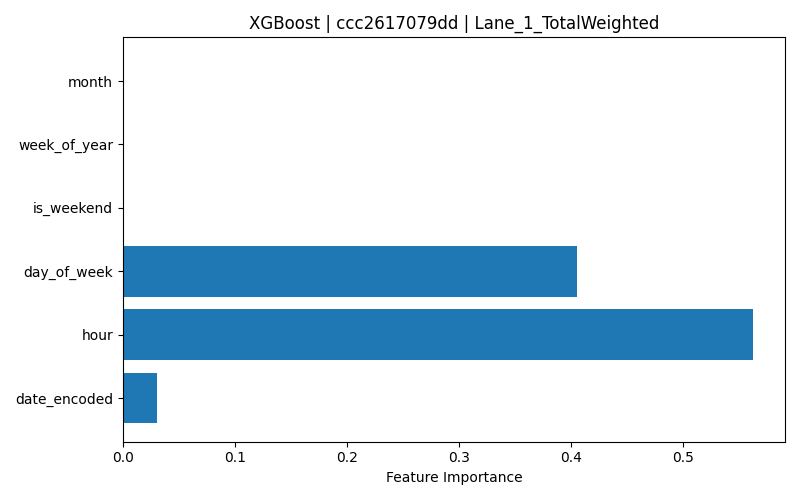 XGBoost | ccc2617079dd | Lane_1_TotalWeighted
month
week_of_year
is_weekend
day_of_week
hour
date_encoded
0.0 0.1 0.2 0.3 0.4 0.5
Feature Importance